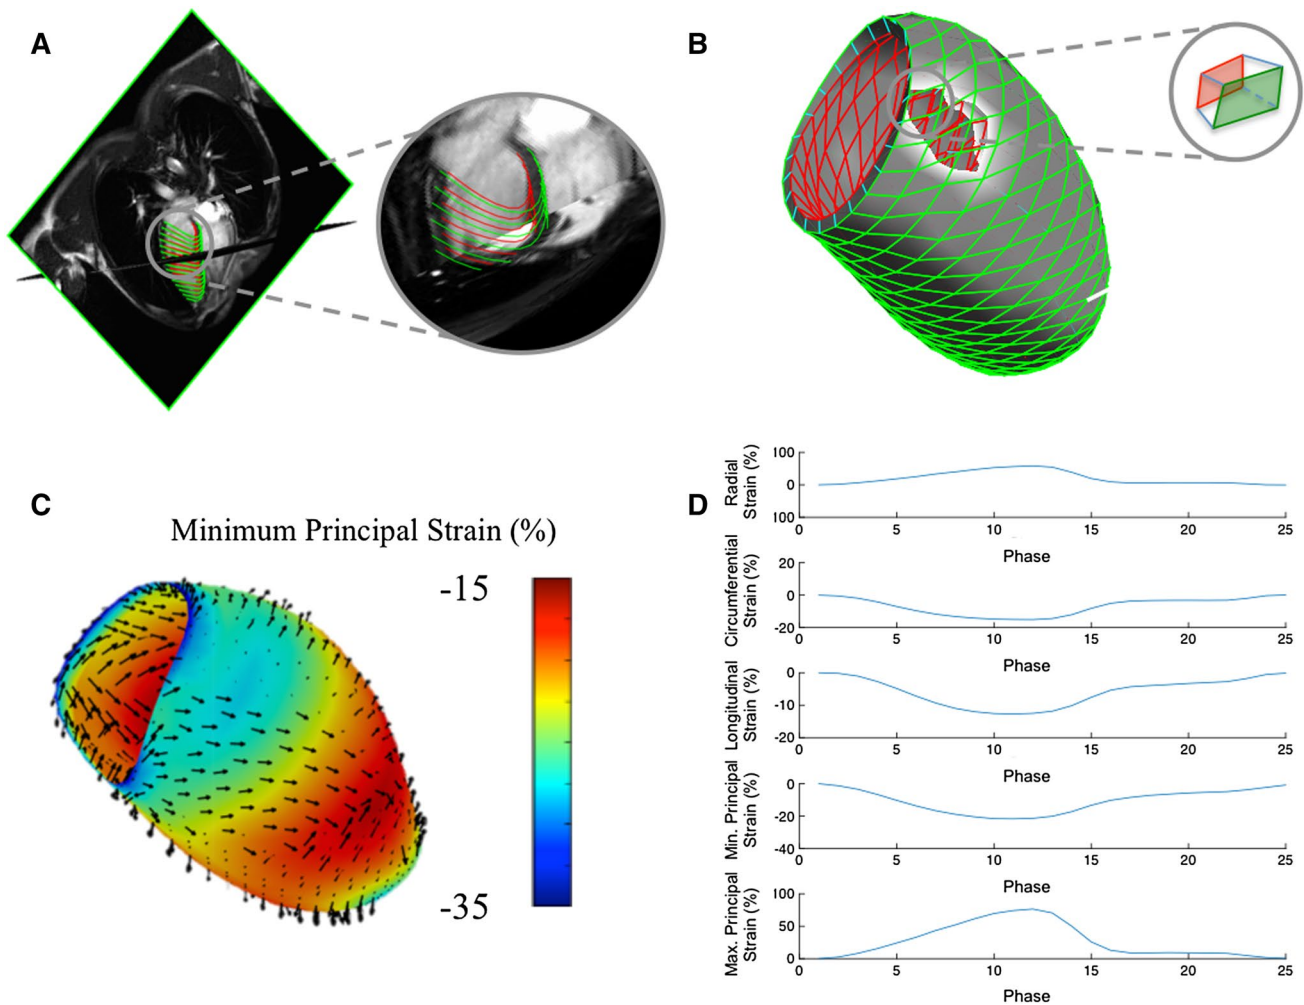 A
B
C
Minimum Principal Strain (%)
-15
-35
D
Radial
Strain (%)
100
0
100
0 5 10 15 20 25
Phase
Circumferential
Strain (%)
20
0
-20
0 5 10 15 20 25
Phase
Longitudinal
Strain (%)
0
-10
-20
0 5 10 15 20 25
Phase
Min. Principal
Strain (%)
0
-20
-40
0 5 10 15 20 25
Phase
Max. Principal
Strain (%)
100
50
0
0 5 10 15 20 25
Phase